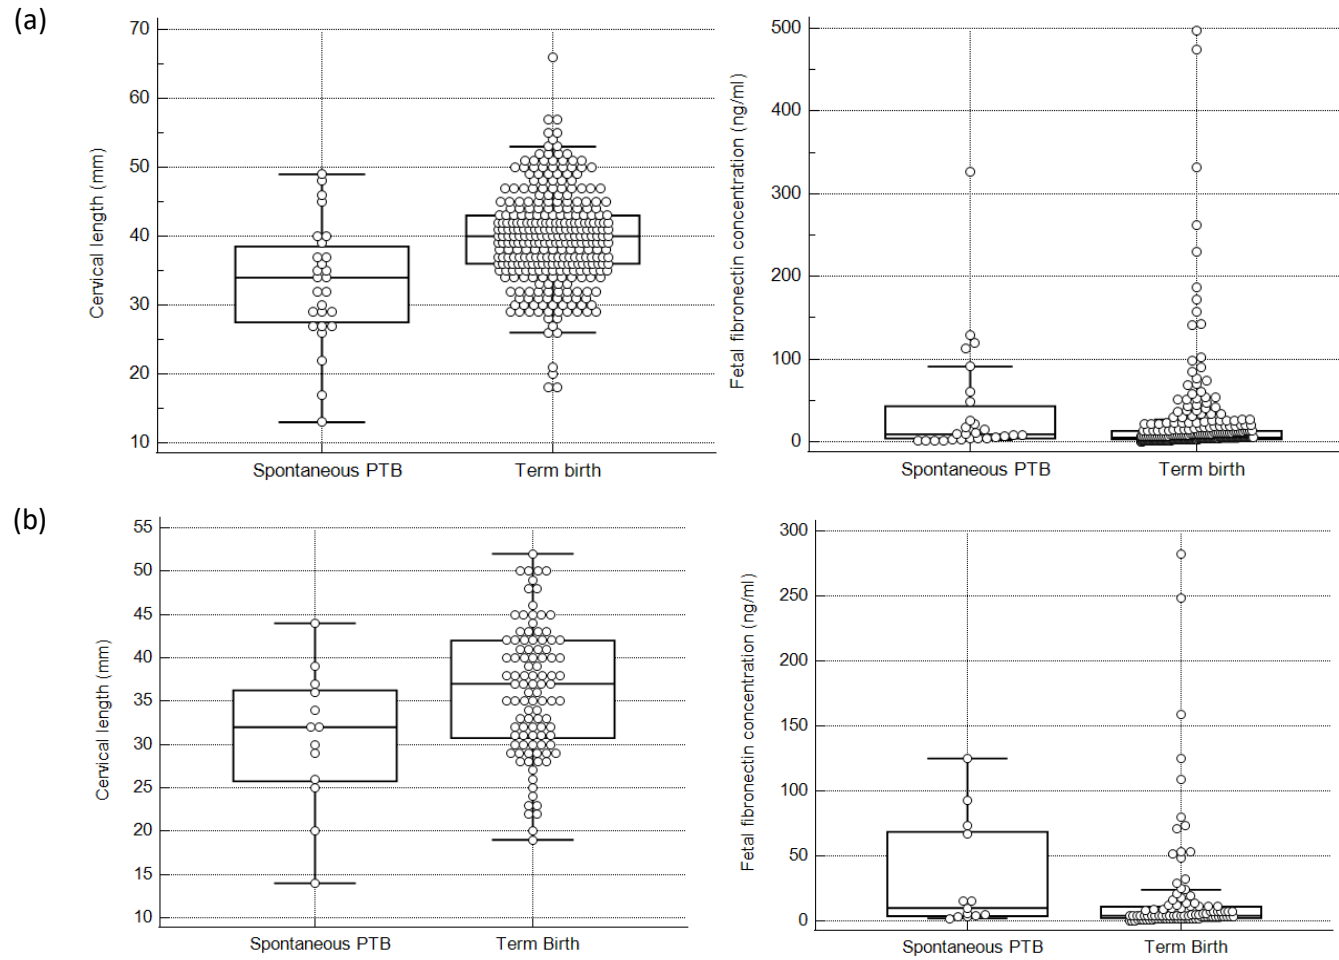 (a)
Cervical length (mm)
70
60
50
40
30
20
10
Spontaneous PTB
Term birth
Fetal fibronectin concentration (ng/ml)
500
400
300
200
100
0
Spontaneous PTB
Term birth
(b)
Cervical length (mm)
55
50
45
40
35
30
25
20
15
10
Spontaneous PTB
Term Birth
Fetal fibronectin concentration (ng/ml)
300
250
200
150
100
50
0
Spontaneous PTB
Term Birth